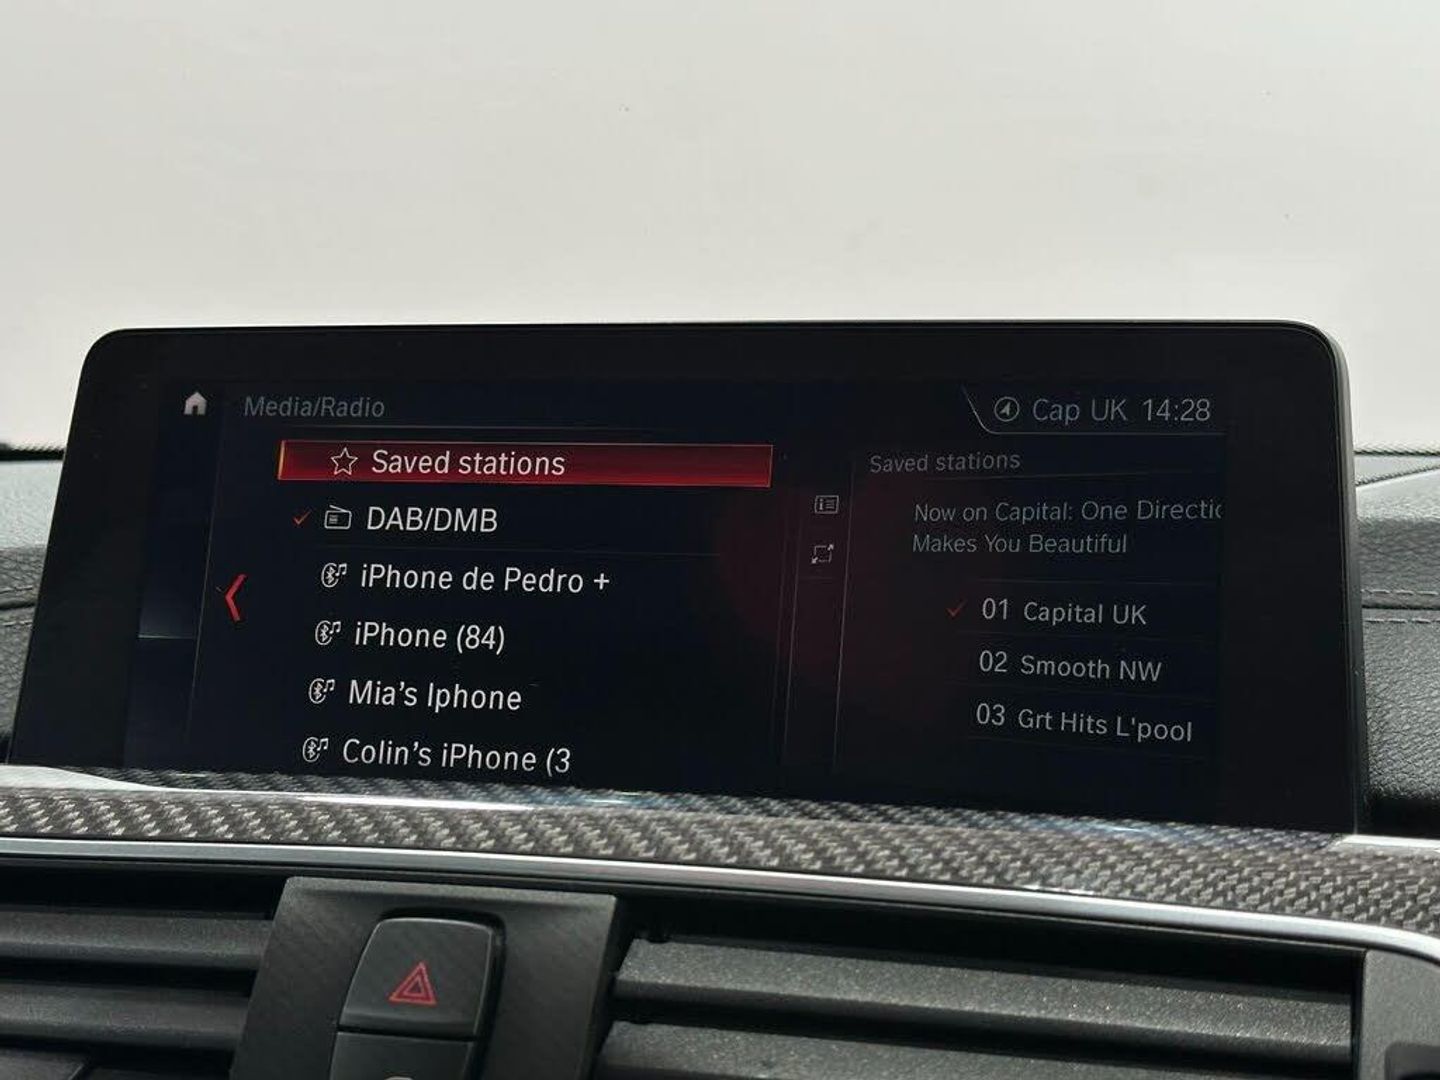 Media/Radio
Cap UK 14:28
Saved stations
DAB/DMB
iPhone de Pedro +
iPhone (84)
Mia's Iphone
Colin's iPhone (3
Saved stations
Now on Capital: One Directic
Makes You Beautiful
01 Capital UK
02 Smooth NW
03 Grt Hits L'pool